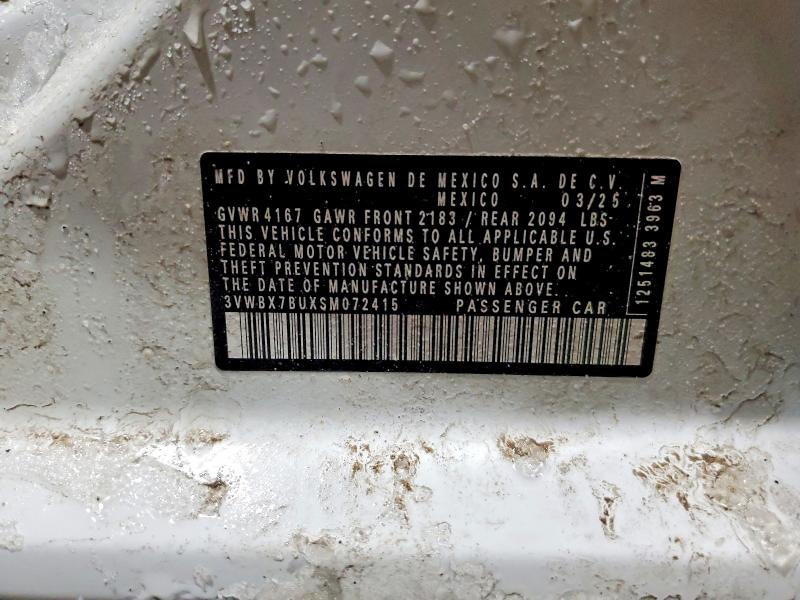 MFD BY VOLKSWAGEN DE MEXICO S.A. DE C.V.
MEXICO 03/25
GVWR 4167 GAWR FRONT 2183 / REAR 2094 LBS
THIS VEHICLE CONFORMS TO ALL APPLICABLE U.S.
FEDERAL MOTOR VEHICLE SAFETY, BUMPER AND
THEFT PREVENTION STANDARDS IN EFFECT ON
THE DATE OF MANUFACTURE SHOWN ABOVE.
3VWBX7BUXSM072415 PASSENGER CAR
1251483 3963 M